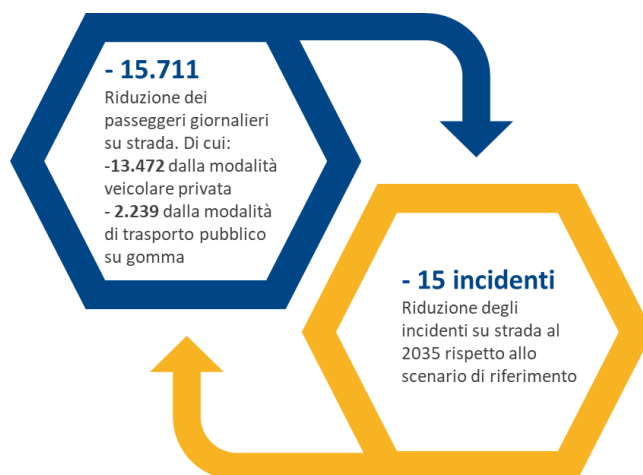 - 15.711
Riduzione dei
passeggeri giornalieri
su strada. Di cui:
-13.472 dalla modalità
veicolare privata
- 2.239 dalla modalità
di trasporto pubblico
su gomma
- 15 incidenti
Riduzione degli
incidenti su strada al
2035 rispetto allo
scenario di riferimento